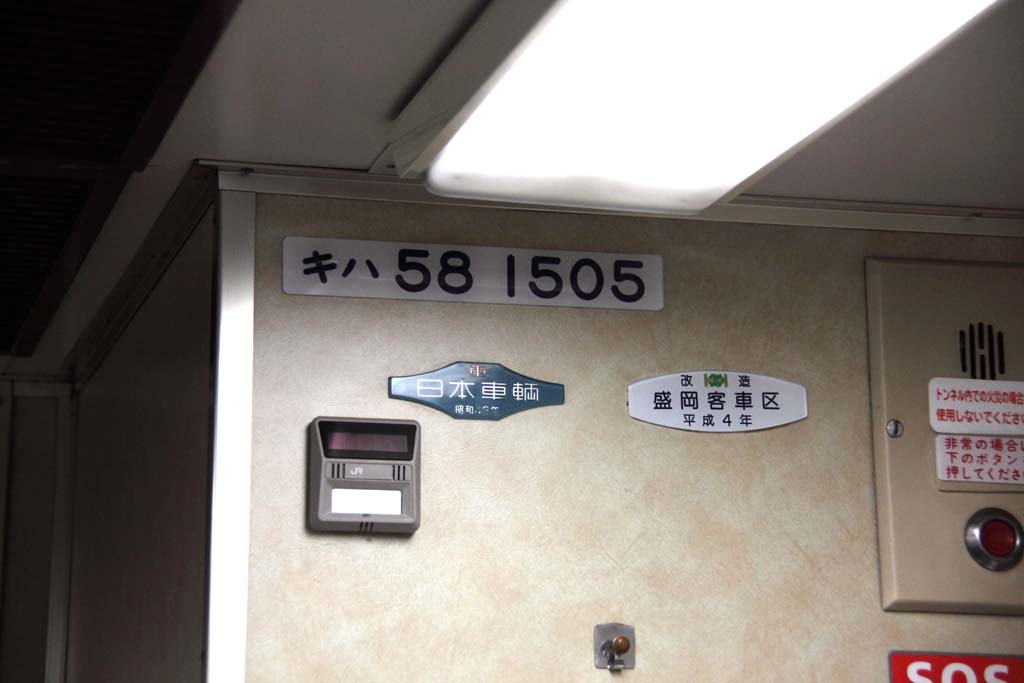 キハ 58 1505
日本車輌
改 造
盛岡客車区
平成4年
JR
トンネル内での火災の場合
使用しないでくださ
非常の場合
下のボタン
押してくださ
SOS